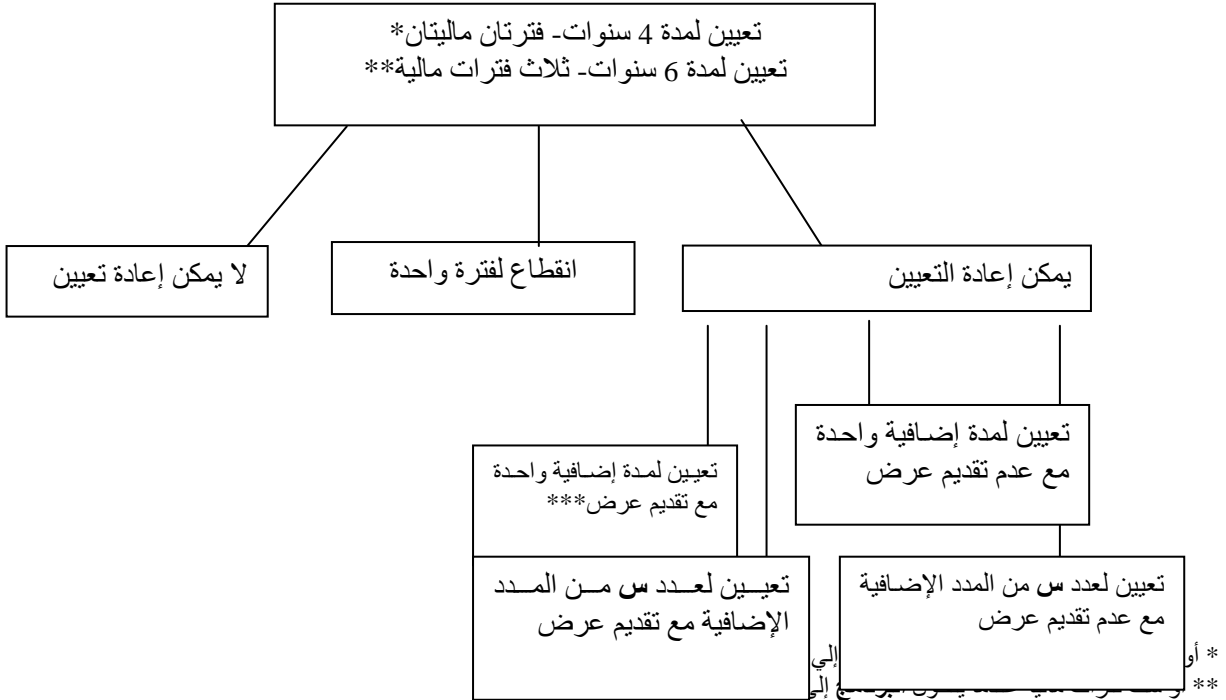 تعيين لمدة 4 سنوات- فترتان ماليتان*
تعيين لمدة 6 سنوات- ثلاث فترات مالية**
يمكن إعادة التعيين
انقطاع لفترة واحدة
لا يمكن إعادة تعيين
تعيين لمدة إضافية واحدة
مع عدم تقديم عرض
تعيين لمدة إضافية واحدة
مع تقديم عرض***
تعيين لعدد س من المدد الإضافية
مع عدم تقديم عرض
تعيين لعدد س من المدد
الإضافية مع تقديم عرض
* أو إلي
**